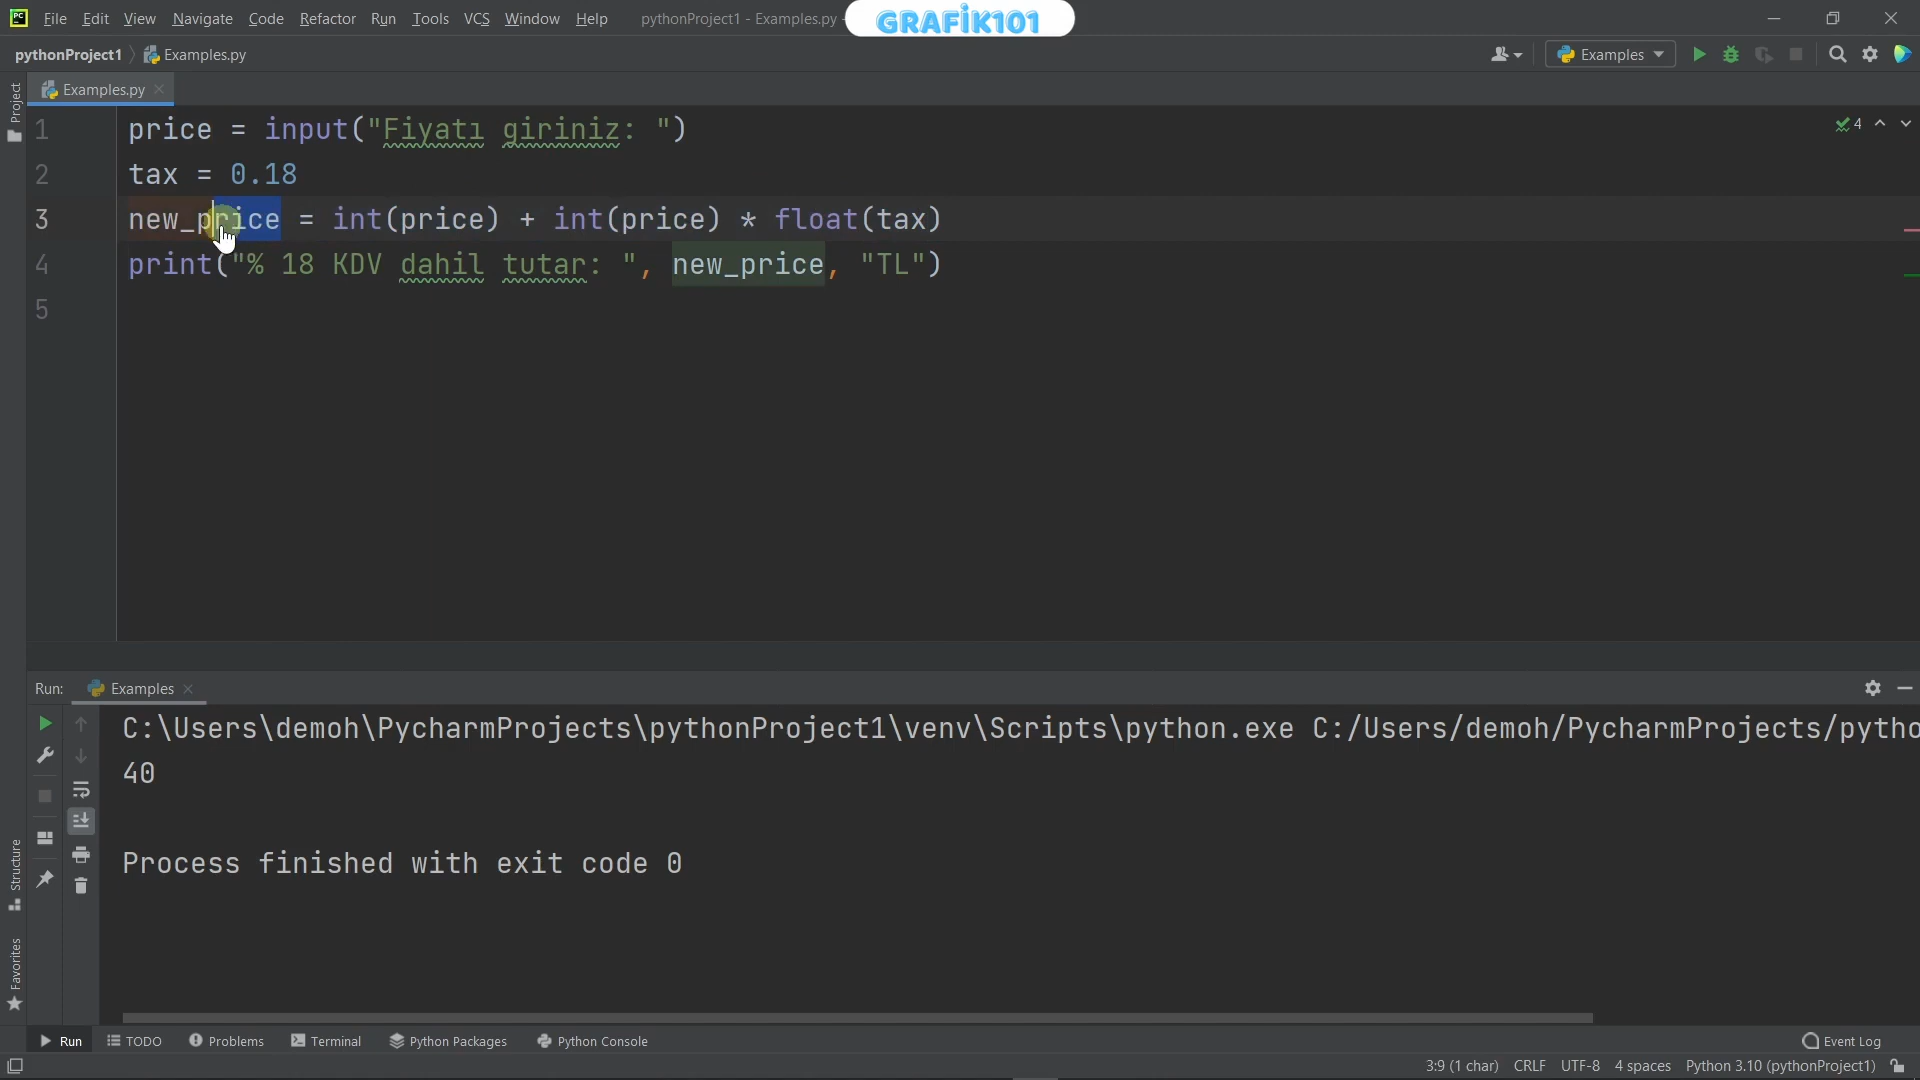 File Edit View Navigate Code Refactor Run Tools VCS Window Help pythonProject1 - Examples.py -
GRAFİK101
pythonProject1 Examples.py Examples
Project
Examples.py
1 price = input("Fiyatı giriniz: ") 4
2 tax = 0.18
3 new_price = int(price) + int(price) * float(tax)
4 print("% 18 KDV dahil tutar: ", new_price, "TL")
5
Run: Examples
C:\Users\demoh\PycharmProjects\pythonProject1\venv\Scripts\python.exe C:/Users/demoh/PycharmProjects/pytho
40
Process finished with exit code 0
Structure
Favorites
Run TODO Problems Terminal Python Packages Python Console Event Log
3:9 (1 char) CRLF UTF-8 4 spaces Python 3.10 (pythonProject1)